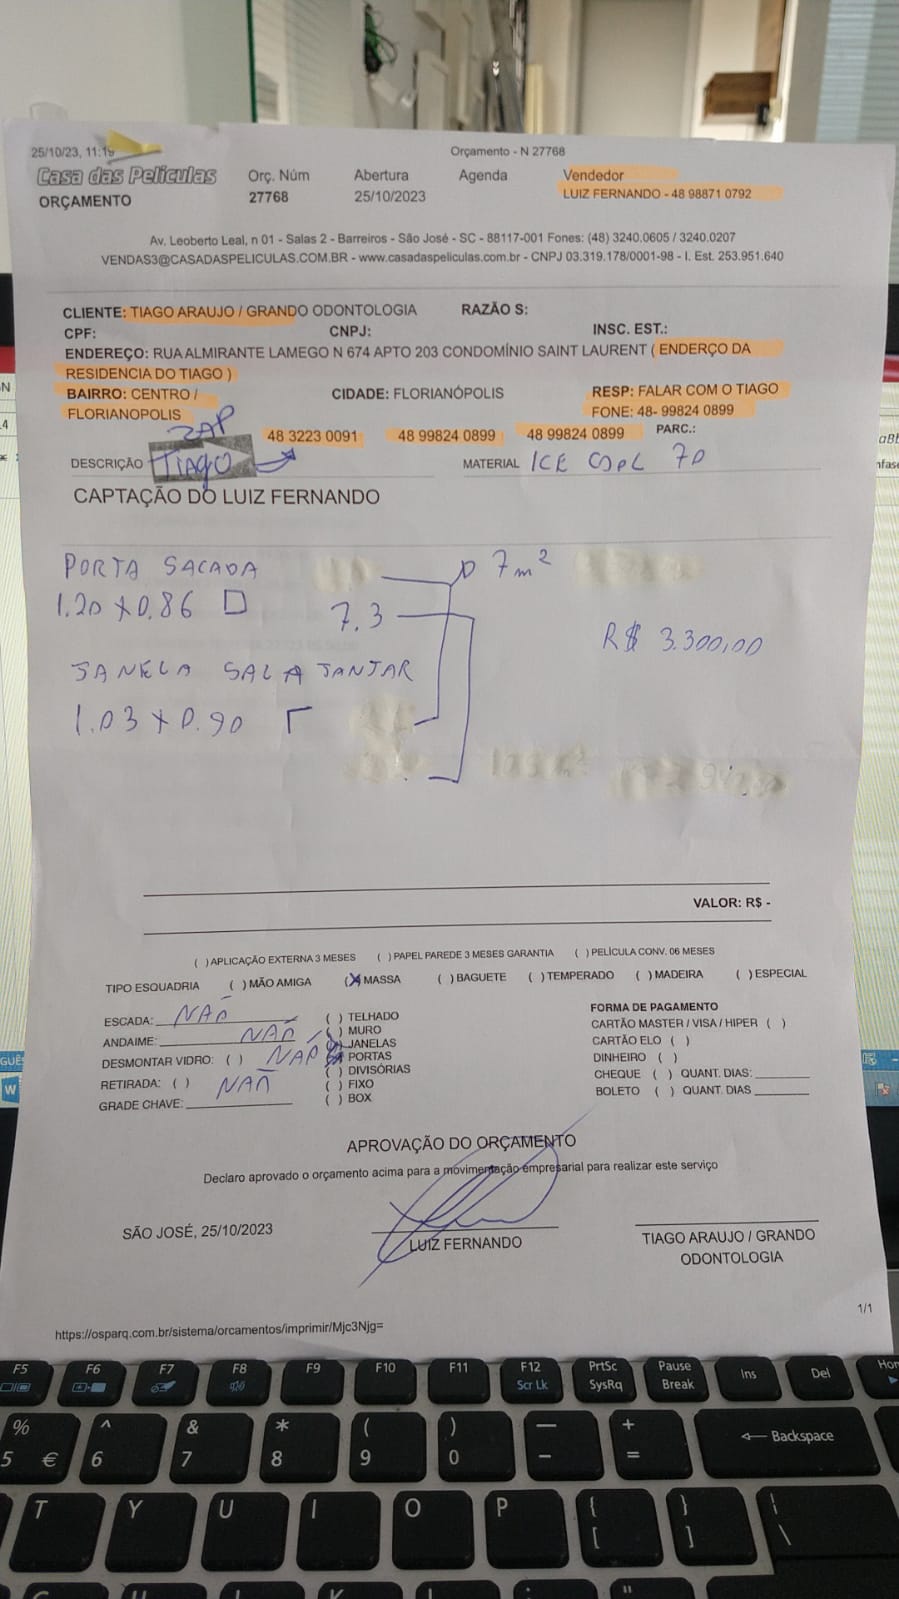 25/10/23, 11:19
Orçamento - N 27768
Casa das Películas
Orç. Núm
Abertura
Agenda
Vendedor
ORÇAMENTO
27768
25/10/2023
LUIZ FERNANDO - 48 98871 0792
Av. Leoberto Leal, n 01 - Salas 2 - Barreiros - São José - SC - 88117-001 Fones: (48) 3240.0605 / 3240.0207
VENDAS3@CASADASPELICULAS.COM.BR - www.casadaspeliculas.com.br - CNPJ 03.319.178/0001-98 - I. Est. 253.951.640
CLIENTE: TIAGO ARAUJO / GRANDO ODONTOLOGIA RAZÃO S:
CPF: CNPJ: INSC. EST.:
ENDEREÇO: RUA ALMIRANTE LAMEGO N 674 APTO 203 CONDOMÍNIO SAINT LAURENT ( ENDERÇO DA
RESIDENCIA DO TIAGO )
BAIRRO: CENTRO / CIDADE: FLORIANÓPOLIS RESP: FALAR COM O TIAGO
FLORIANOPOLIS FONE: 48- 99824 0899
ZAP
48 3223 0091 48 99824 0899 48 99824 0899 PARC.:
DESCRIÇÃO TIAGO MATERIAL ICE COOL 70
CAPTAÇÃO DO LUIZ FERNANDO
PORTA SACADA 7m²
1.20 x 0.86 7.3
R$ 3.300,00
JANELA SALA JANTAR
1.03 x 0.90
VALOR: R$ -
( ) APLICAÇÃO EXTERNA 3 MESES ( ) PAPEL PAREDE 3 MESES GARANTIA ( ) PELÍCULA CONV. 06 MESES
TIPO ESQUADRIA ( ) MÃO AMIGA (X) MASSA ( ) BAGUETE ( ) TEMPERADO ( ) MADEIRA ( ) ESPECIAL
ESCADA: NAÕ ( ) TELHADO FORMA DE PAGAMENTO
ANDAIME: NAÕ ( ) MURO CARTÃO MASTER / VISA / HIPER ( )
( ) JANELAS CARTÃO ELO ( )
DESMONTAR VIDRO: ( ) NAÕ ( ) PORTAS DINHEIRO ( )
RETIRADA: ( ) NAÕ ( ) DIVISÓRIAS CHEQUE ( ) QUANT. DIAS:
( ) FIXO
GRADE CHAVE: ( ) BOX BOLETO ( ) QUANT. DIAS
APROVAÇÃO DO ORÇAMENTO
Declaro aprovado o orçamento acima para a movimentação empresarial para realizar este serviço
SÃO JOSÉ, 25/10/2023
LUIZ FERNANDO
TIAGO ARAUJO / GRANDO
ODONTOLOGIA
1/1
https://osparq.com.br/sistema/orcamentos/imprimir/Mjc3Njg=
F5 F6 F7 F8 F9 F10 F11 F12 PrtSc Pause Ins Del
Scr Lk SysRq Break
% ^ & * ( ) — + Backspace
5 € 6 7 8 9 0 - =
T Y U I O P { } |
[ ] \